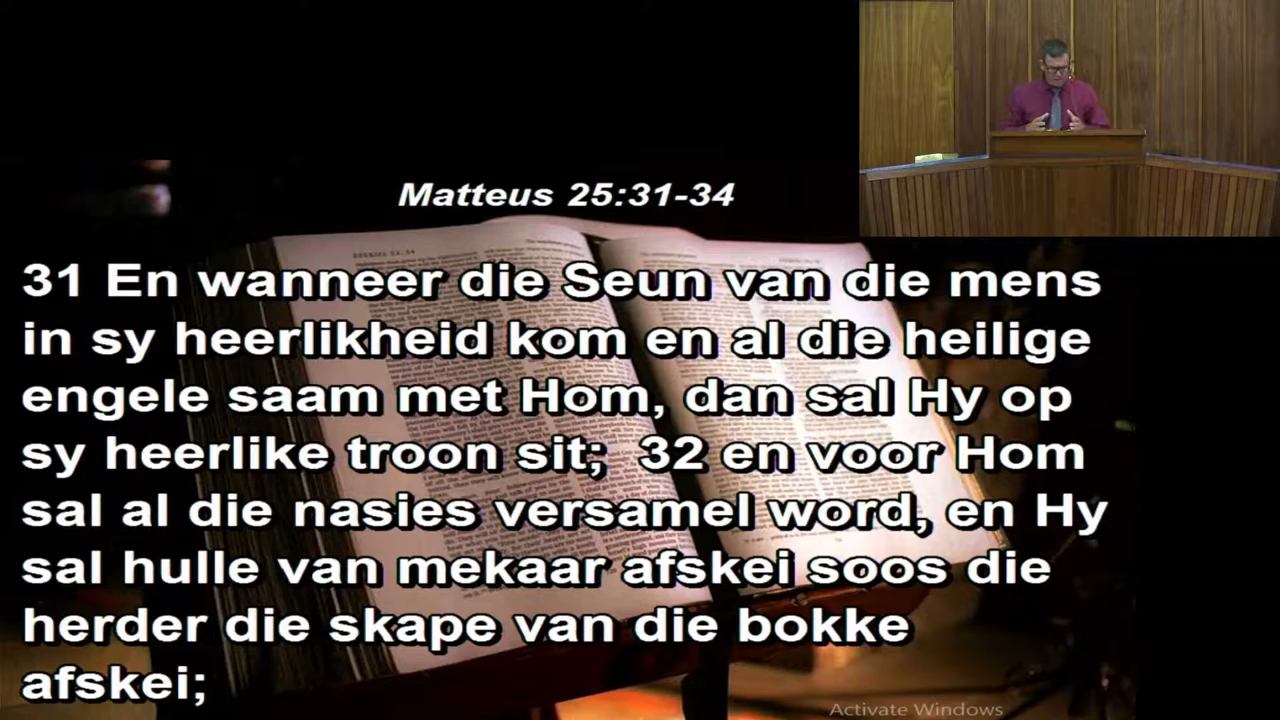 Matteus 25:31-34
31 En wanneer die Seun van die mens
in sy heerlikheid kom en al die heilige
engele saam met Hom, dan sal Hy op
sy heerlike troon sit; 32 en voor Hom
sal al die nasies versamel word, en Hy
sal hulle van mekaar afskei soos die
herder die skape van die bokke
afskei;
Activate Windows